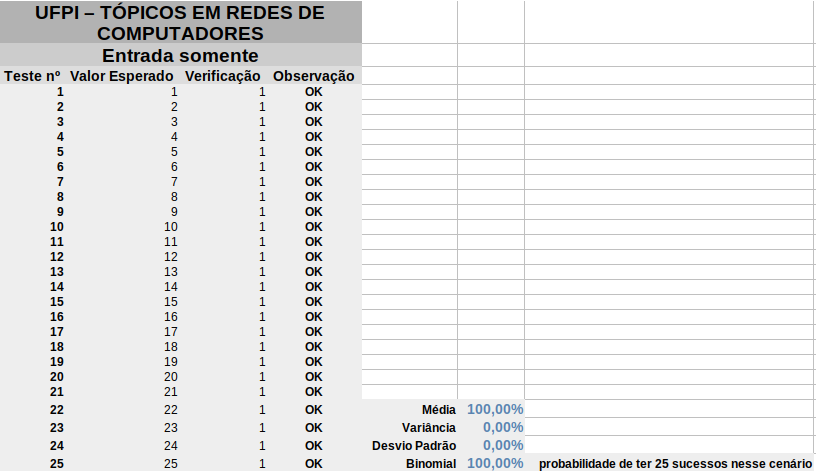 UFPI – TÓPICOS EM REDES DE
COMPUTADORES
Entrada somente
Teste nº Valor Esperado Verificação Observação
1 1 1 OK
2 2 1 OK
3 3 1 OK
4 4 1 OK
5 5 1 OK
6 6 1 OK
7 7 1 OK
8 8 1 OK
9 9 1 OK
10 10 1 OK
11 11 1 OK
12 12 1 OK
13 13 1 OK
14 14 1 OK
15 15 1 OK
16 16 1 OK
17 17 1 OK
18 18 1 OK
19 19 1 OK
20 20 1 OK
21 21 1 OK
22 22 1 OK Média 100,00%
23 23 1 OK Variância 0,00%
24 24 1 OK Desvio Padrão 0,00%
25 25 1 OK Binomial 100,00% probabilidade de ter 25 sucessos nesse cenário